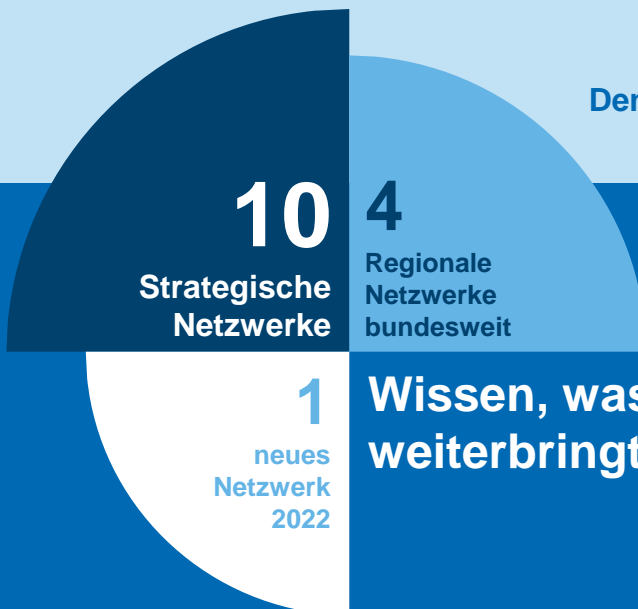 10
Strategische
Netzwerke
4
Regionale
Netzwerke
bundesweit
1
neues
Netzwerk
2022
Wissen, was
weiterbringt